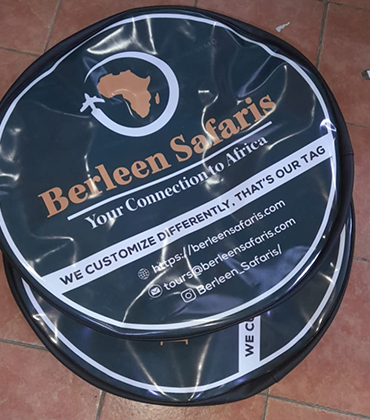 Berleen Safaris
Your Connection to Africa
WE CUSTOMIZE DIFFERENTLY, THAT'S OUR TAG
https://berleensafaris.com
tours@berleensafaris.com
Berleen_Safaris/
WE C